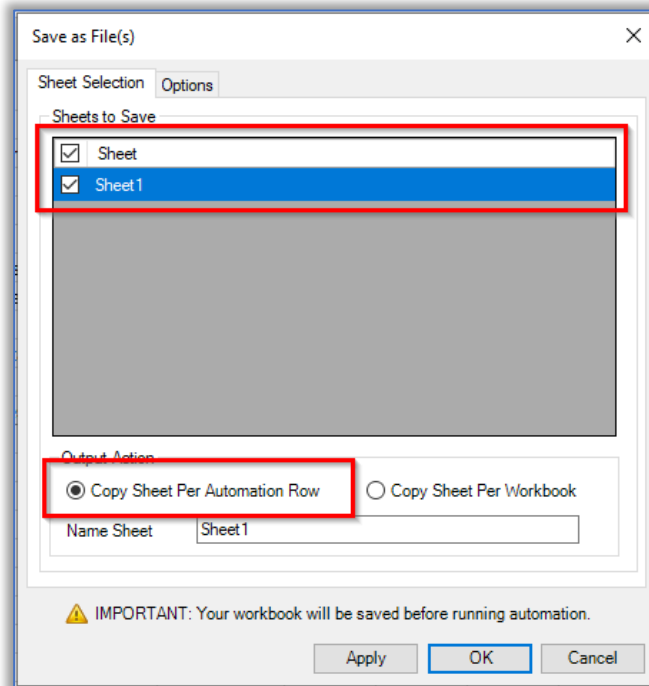 Save as File(s)
Sheet Selection
Options
Sheets to Save
Sheet
Sheet1
Output Action
Copy Sheet Per Automation Row
Copy Sheet Per Workbook
Name Sheet
Sheet1
IMPORTANT: Your workbook will be saved before running automation.
Apply
OK
Cancel